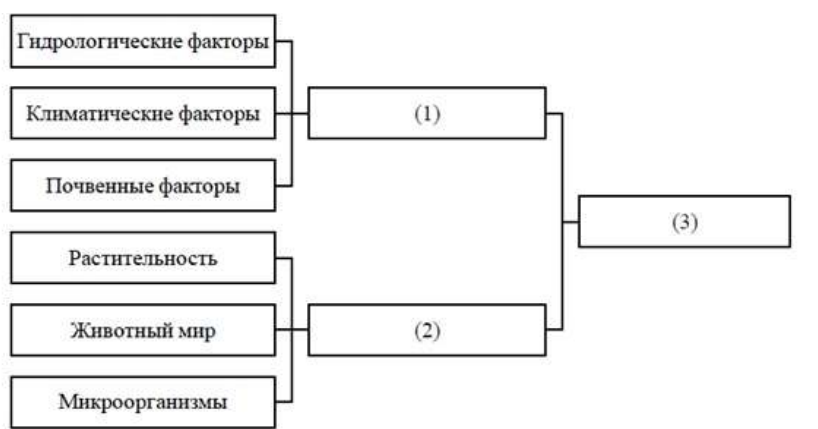 Гидрологические факторы
Климатические факторы
(1)
Почвенные факторы
(3)
Растительность
Животный мир
(2)
Микроорганизмы